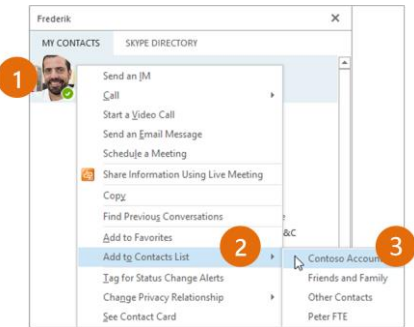 Frederik
MY CONTACTS SKYPE DIRECTORY
1
Send an IM
Call
Start a Video Call
Send an Email Message
Schedule a Meeting
Share Information Using Live Meeting
Copy
Find Previous Conversations
Add to Favorites
&C
2
3
Add to Contacts List
Contoso Accoun
Tag for Status Change Alerts
Friends and Family
Change Privacy Relationship
Other Contacts
See Contact Card
Peter FTE